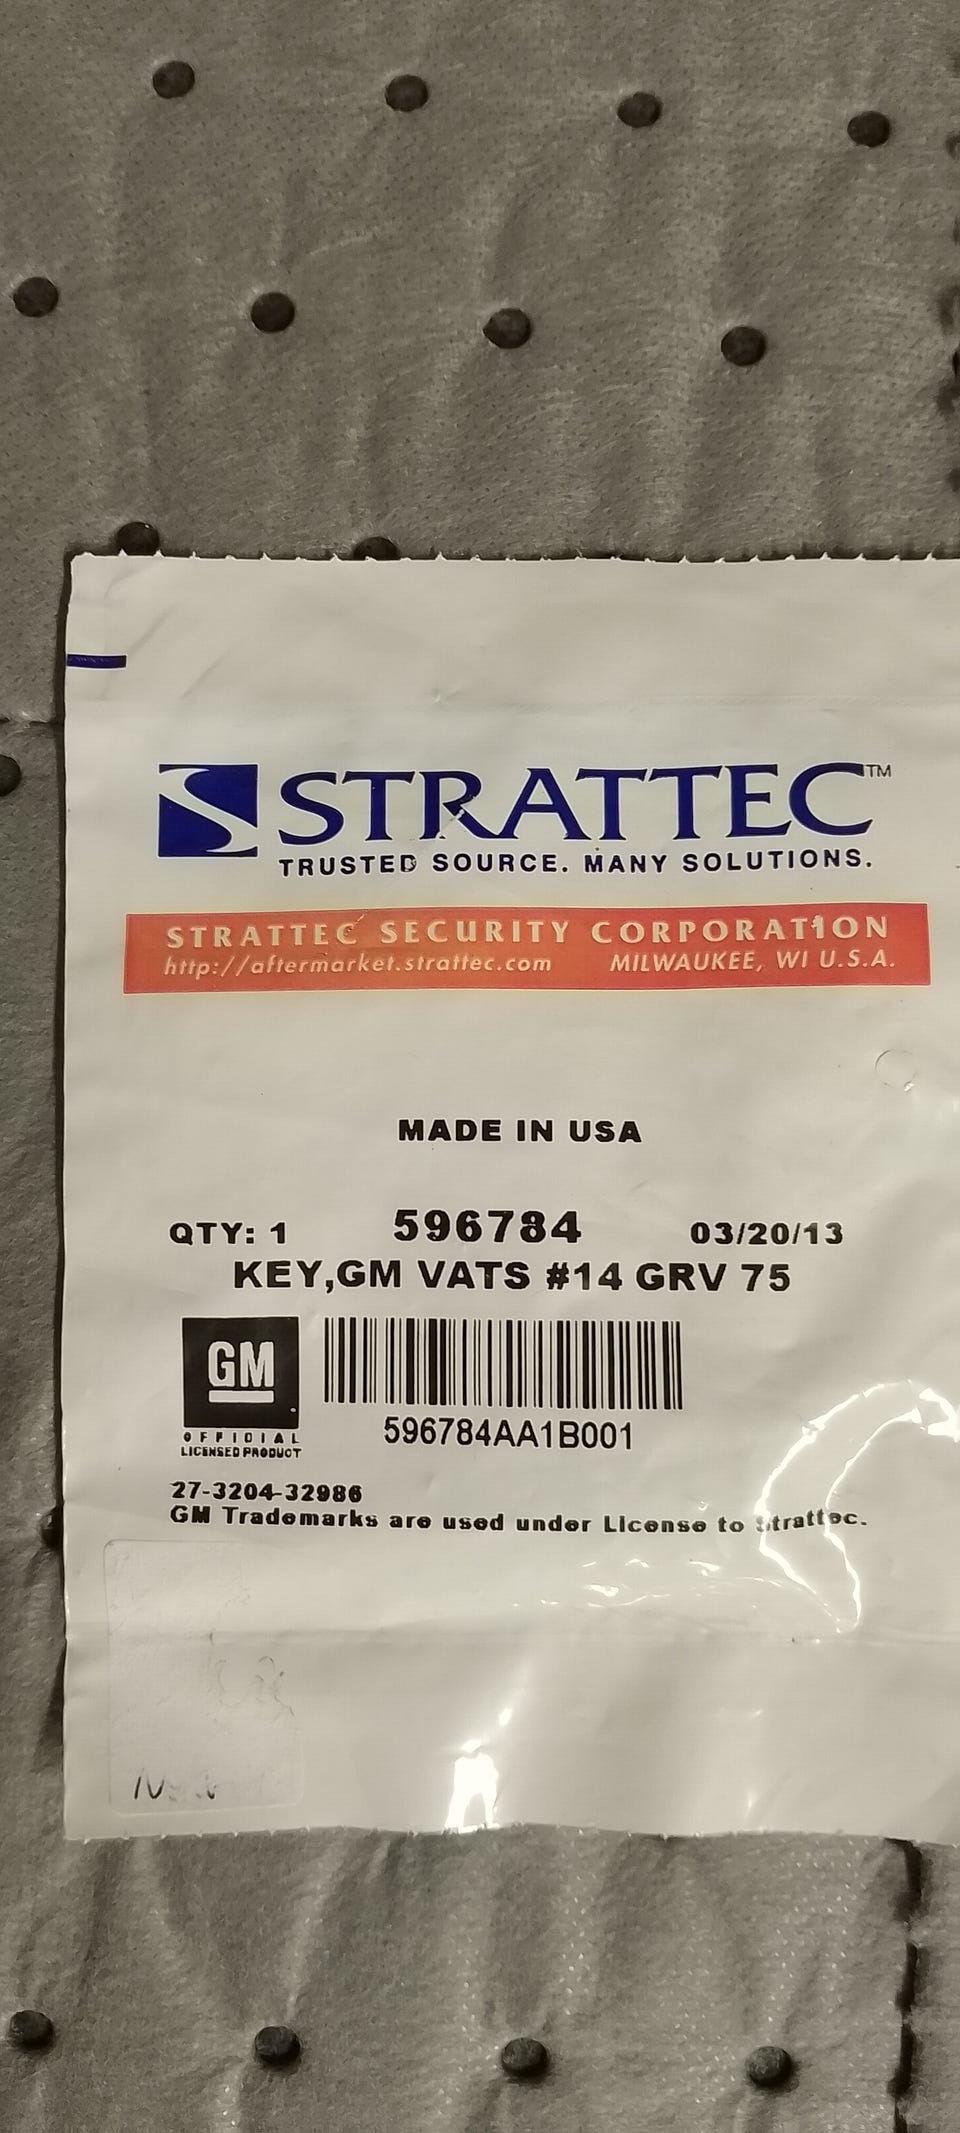 STRATTEC™
TRUSTED SOURCE. MANY SOLUTIONS.
STRATTEC SECURITY CORPORATION
http://aftermarket.strattec.com MILWAUKEE, WI U.S.A.
MADE IN USA
QTY: 1 596784 03/20/13
KEY,GM VATS #14 GRV 75
GM
OFFICIAL
LICENSED PRODUCT
596784AA1B001
27-3204-32986
GM Trademarks are used under License to Strattec.